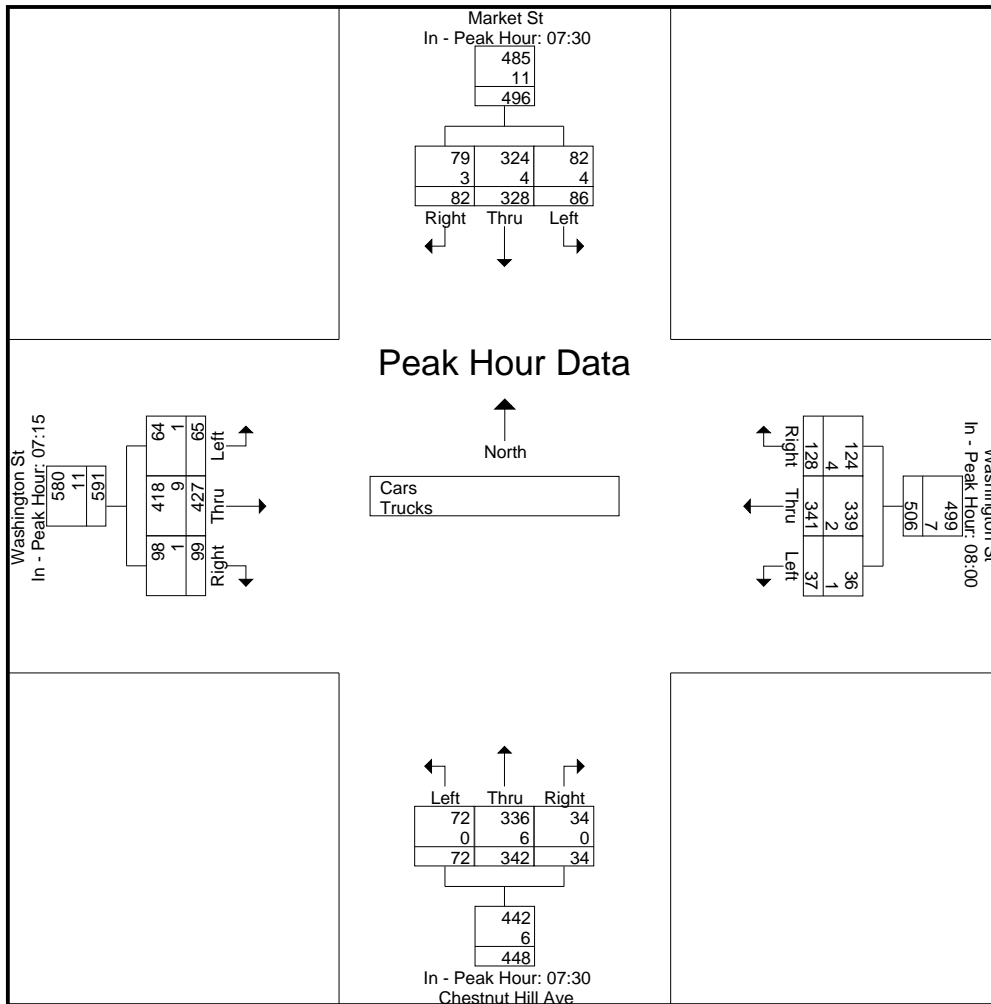 Market St
In - Peak Hour: 07:30
485
11
496
79 324 82
3 4 4
82 328 86
Right Thru Left
Peak Hour Data
North
Cars
Trucks
Washington St
In - Peak Hour: 07:15
580
11
591
64 1 65
Left
418 9 427
Thru
98 1 99
Right
Washington St
In - Peak Hour: 08:00
499
7
506
Right
128 4 124
Thru
341 2 339
Left
37 1 36
Left Thru Right
72 336 34
0 6 0
72 342 34
442
6
448
In - Peak Hour: 07:30
Chestnut Hill Ave